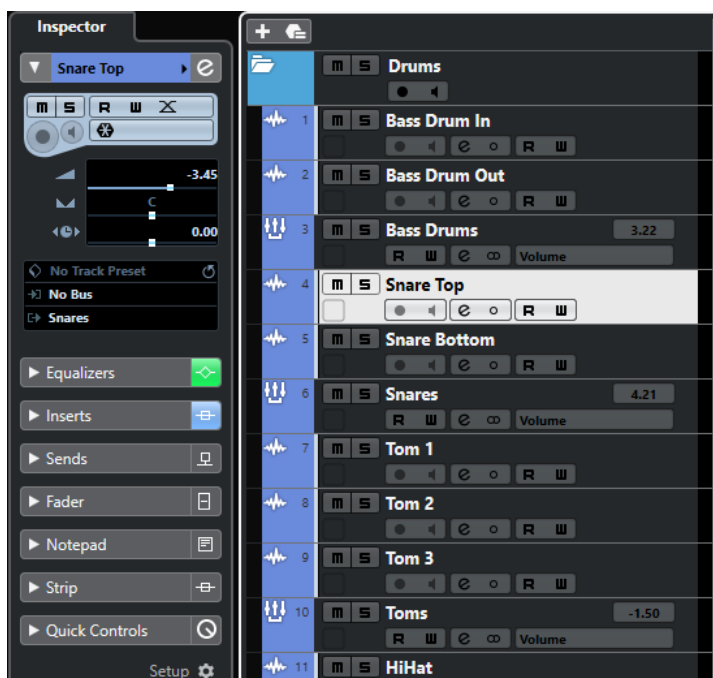 Inspector
Snare Top
m S R W
-3.45
C
0.00
No Track Preset
No Bus
Snares
Equalizers
Inserts
Sends
Fader
Notepad
Strip
Quick Controls
Setup
m S Drums
1 m S Bass Drum In
e R W
2 m S Bass Drum Out
e R W
3 m S Bass Drums 3.22
R W e Volume
4 m S Snare Top
e R W
5 m S Snare Bottom
e R W
6 m S Snares 4.21
R W e Volume
7 m S Tom 1
e R W
8 m S Tom 2
e R W
9 m S Tom 3
e R W
10 m S Toms -1.50
R W e Volume
11 m S HiHat